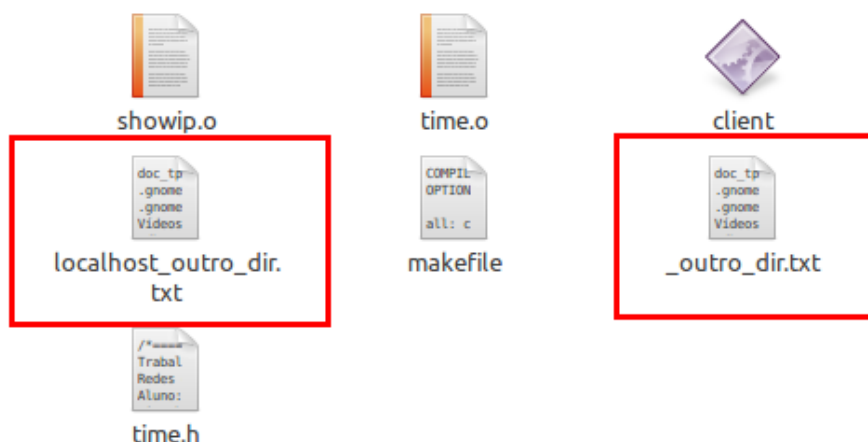 showip.o
time.o
client
doc_tp
.gnome
.gnome
Videos
localhost_outro_dir.
txt
COMPIL
OPTION
all: c
makefile
doc_tp
.gnome
.gnome
Videos
_outro_dir.txt
/*====
Trabal
Redes
Aluno:
time.h